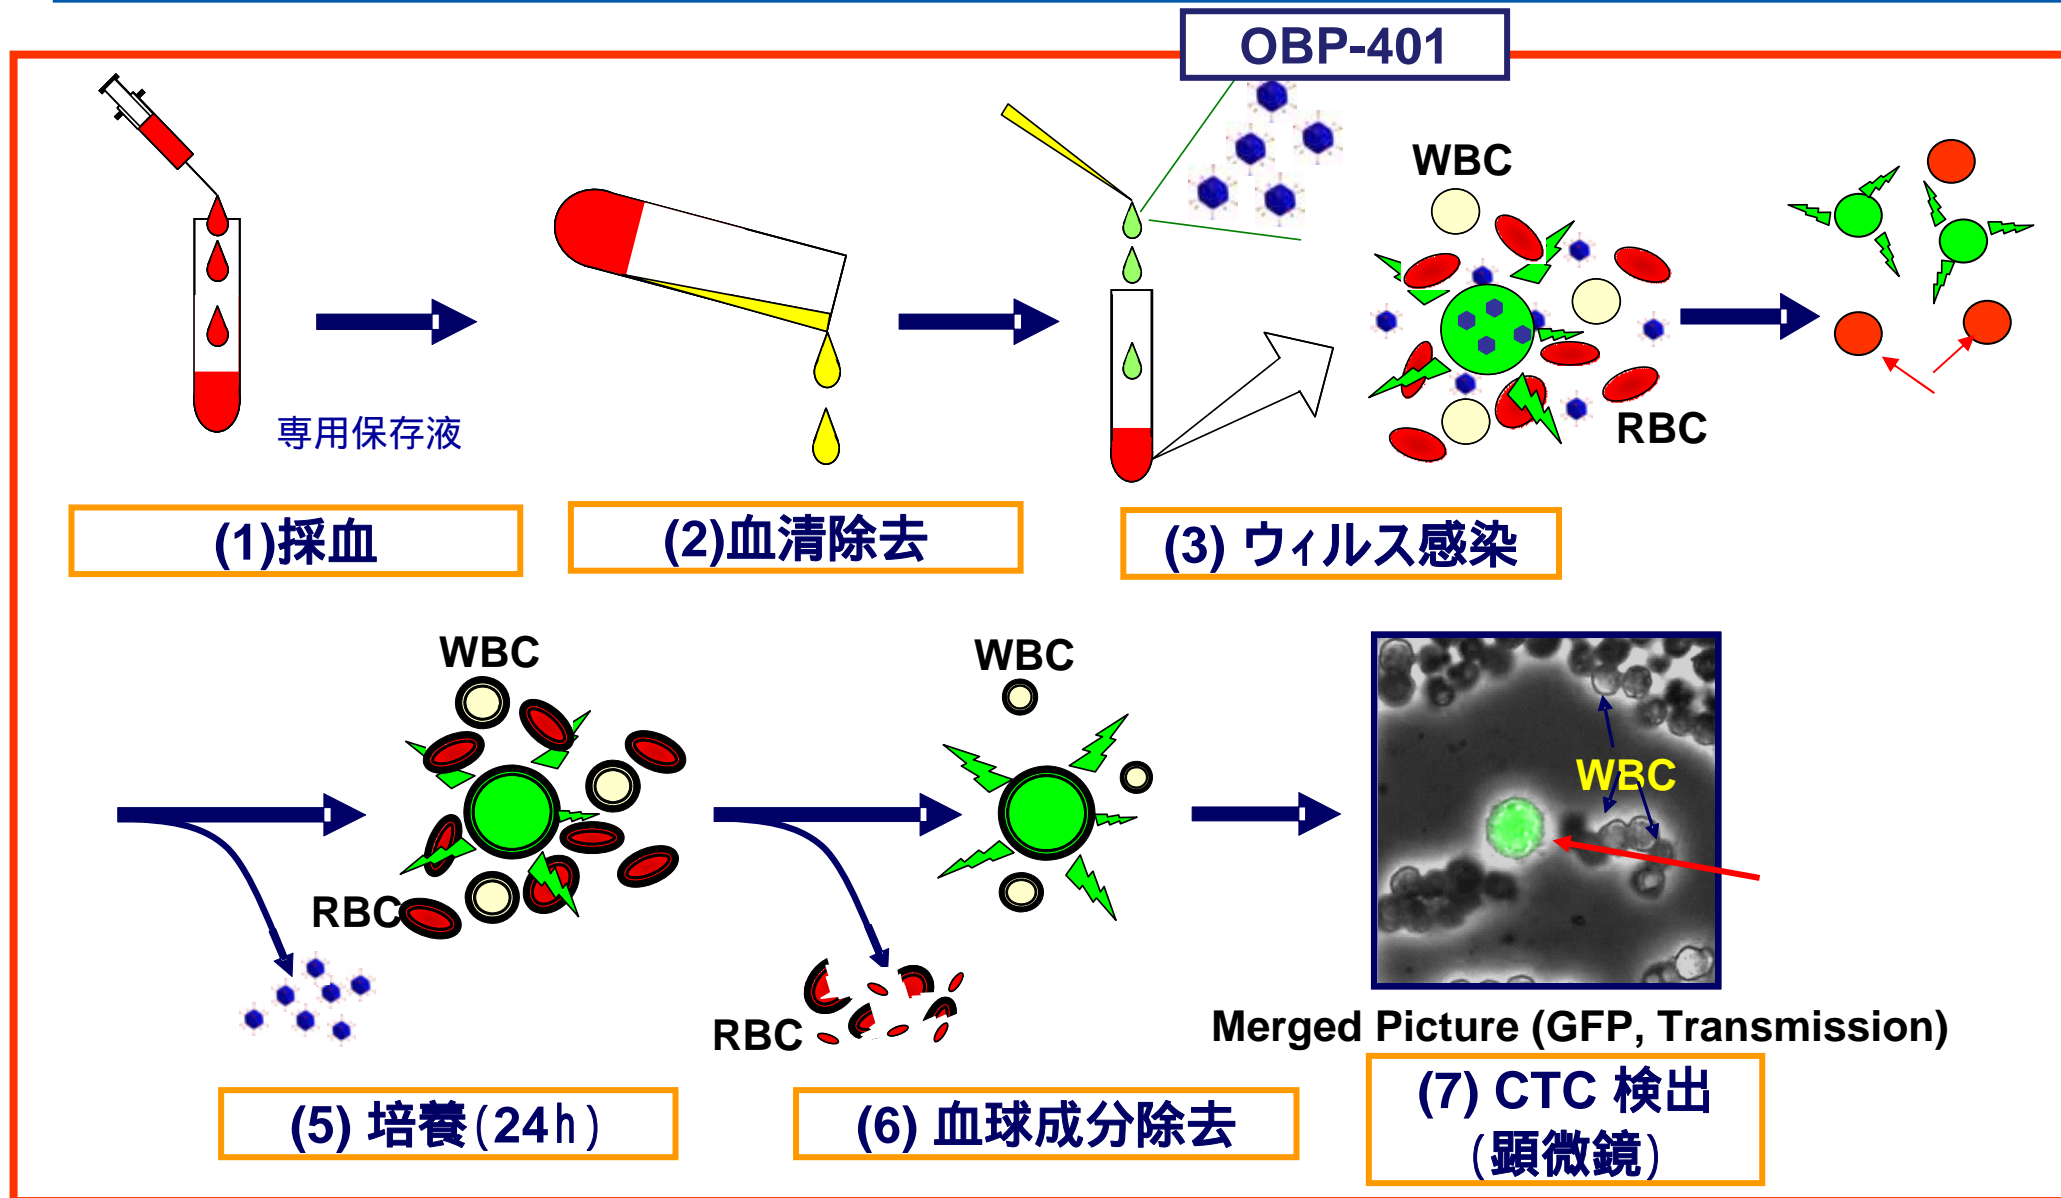 OBP-401
WBC
RBC
専用保存液
(1)採血
(2)血清除去
(3) ウィルス感染
WBC
RBC
WBC
RBC
WBC
Merged Picture (GFP, Transmission)
(5) 培養(24h)
(6) 血球成分除去
(7) CTC 検出
(顕微鏡)